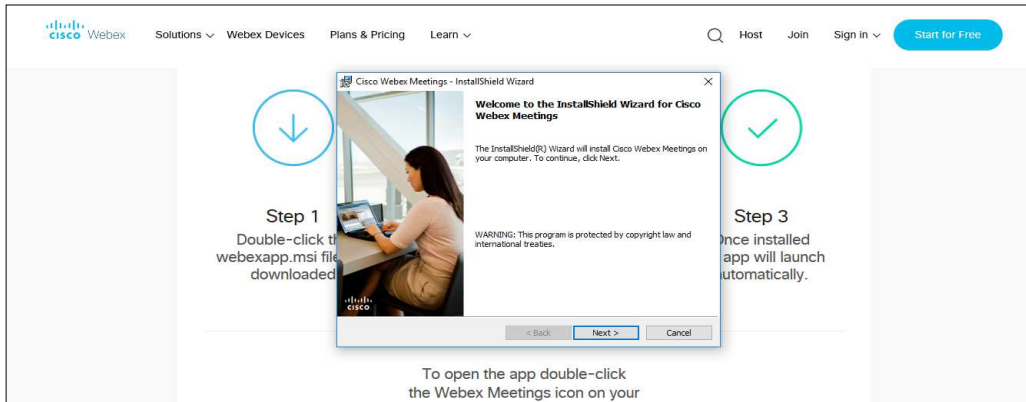 CISCO Webex Solutions Webex Devices Plans & Pricing Learn Host Join Sign in Start for Free
Cisco Webex Meetings - InstallShield Wizard
Welcome to the InstallShield Wizard for Cisco
Webex Meetings
The InstallShield(R) Wizard will install Cisco Webex Meetings on
your computer. To continue, click Next.
WARNING: This program is protected by copyright law and
international treaties.
CISCO
< Back Next > Cancel
Step 1
Double-click
webexapp.msi
downloaded
Step 3
installed
app will launch
automatically.
To open the app double-click
the Webex Meetings icon on your